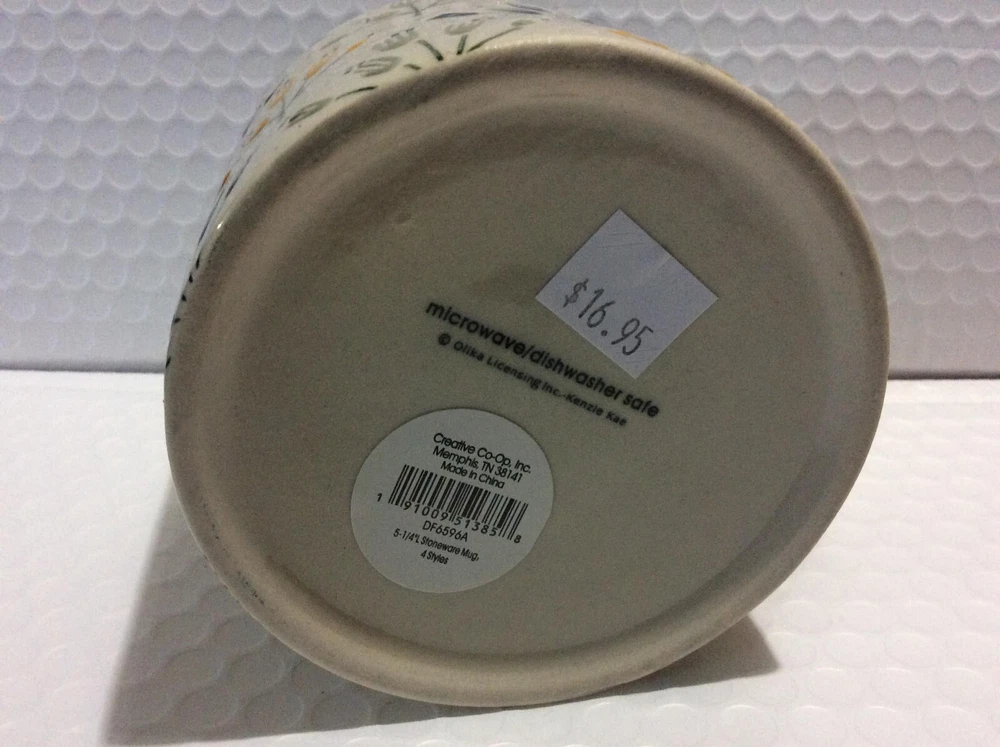 $16.95
microwave/dishwasher safe
© Olika Licensing Inc.-Kenzie Kae
Creative Co-Op, Inc.
Memphis, TN 38141
Made in China
1 91009 51385 8
DF6596A
5-1/4"L Stoneware Mug,
4 Styles